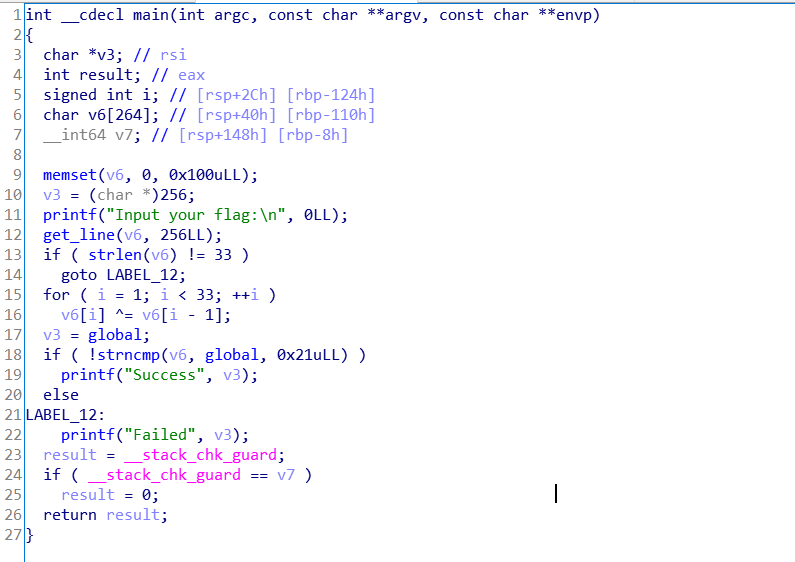 1 int __cdecl main(int argc, const char **argv, const char **envp)
2 {
3   char *v3; // rsi
4   int result; // eax
5   signed int i; // [rsp+2Ch] [rbp-124h]
6   char v6[264]; // [rsp+40h] [rbp-110h]
7   __int64 v7; // [rsp+148h] [rbp-8h]
8
9   memset(v6, 0, 0x100uLL);
10   v3 = (char *)256;
11   printf("Input your flag:\n", 0LL);
12   get_line(v6, 256LL);
13   if ( strlen(v6) != 33 )
14     goto LABEL_12;
15   for ( i = 1; i < 33; ++i )
16     v6[i] ^= v6[i - 1];
17   v3 = global;
18   if ( !strncmp(v6, global, 0x21uLL) )
19     printf("Success", v3);
20   else
21 LABEL_12:
22     printf("Failed", v3);
23   result = __stack_chk_guard;
24   if ( __stack_chk_guard == v7 )
25     result = 0;
26   return result;
27 }